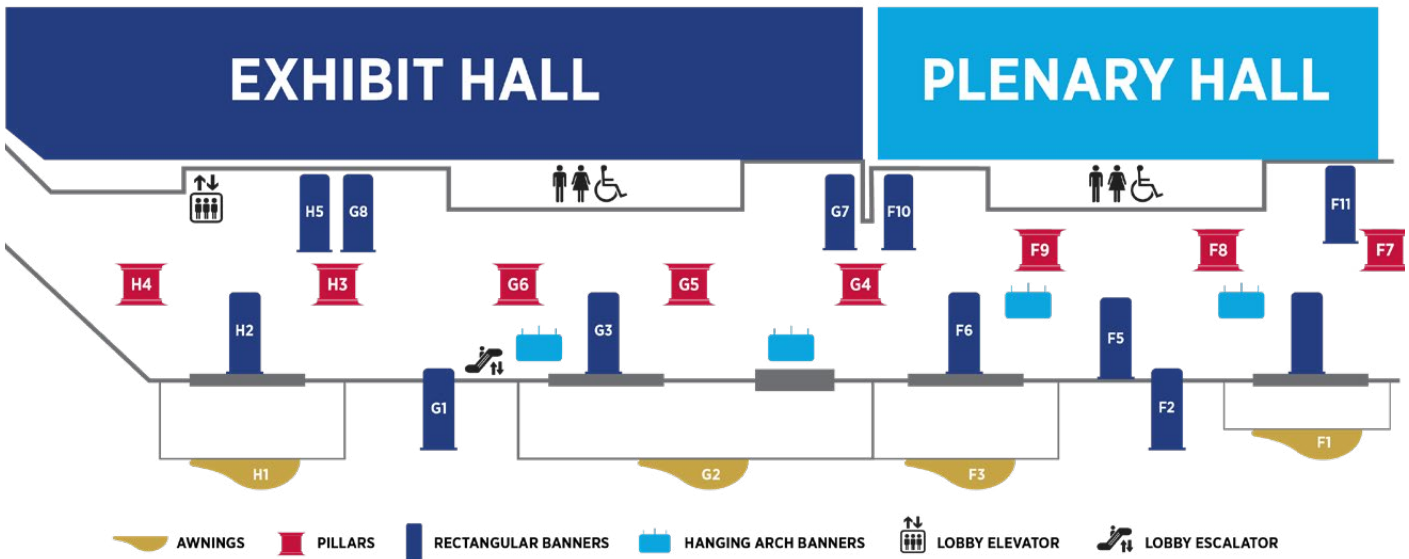 EXHIBIT HALL
PLENARY HALL
H5
G8
G7
F10
F11
F9
F8
F7
H4
H3
G6
G5
G4
H2
G3
F6
F5
G1
F2
H1
G2
F3
F1
AWNINGS
PILLARS
RECTANGULAR BANNERS
HANGING ARCH BANNERS
LOBBY ELEVATOR
LOBBY ESCALATOR